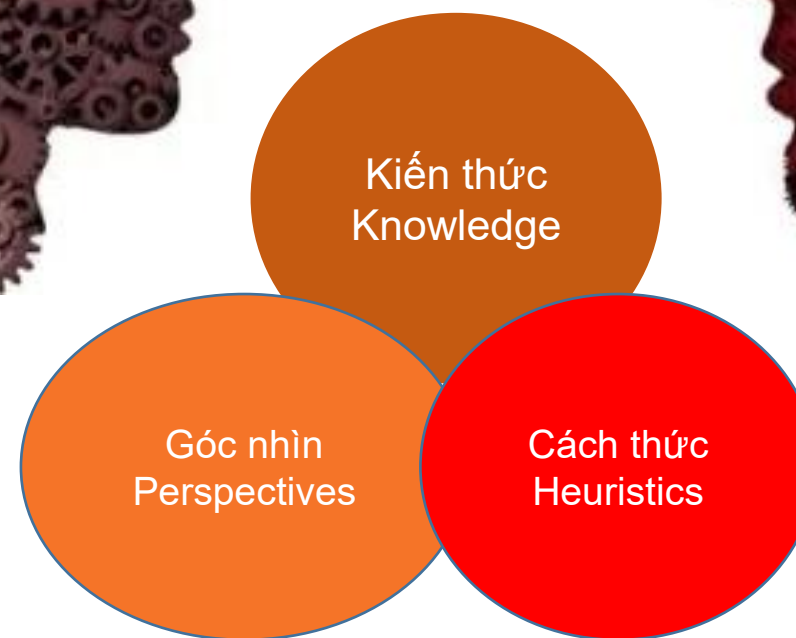 Kiến thức
Knowledge
Góc nhìn
Perspectives
Cách thức
Heuristics